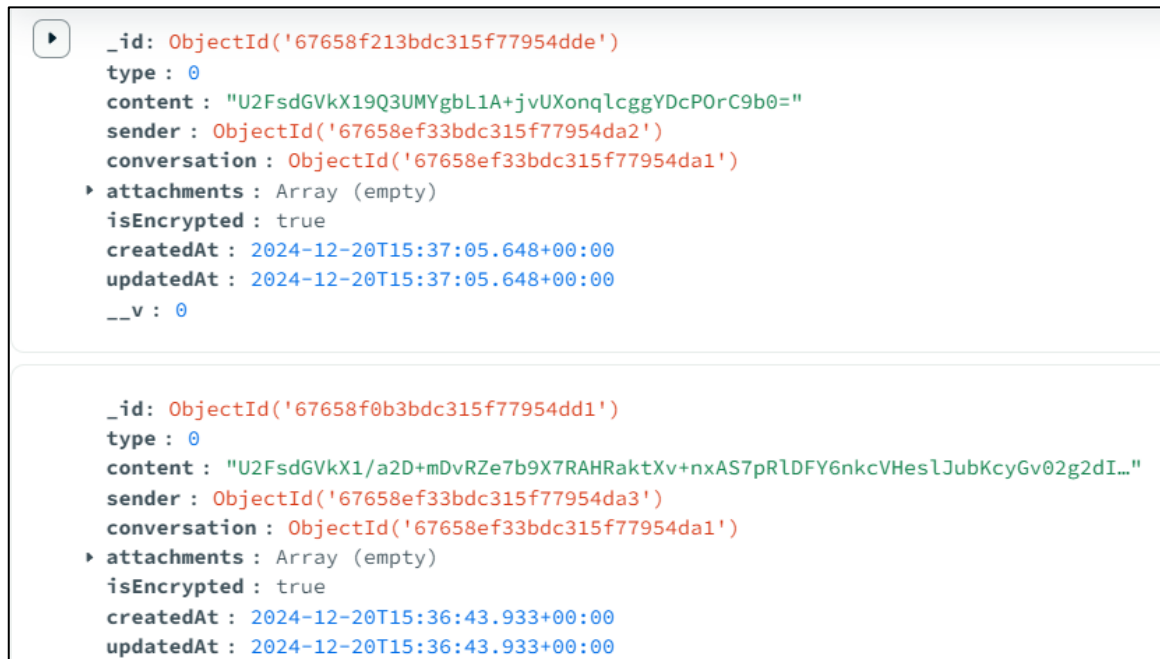 _id: ObjectId('67658f213bdc315f77954dde')
type : 0
content : "U2FsdGVkX19Q3UMYgbL1A+jvUXonqlcggYDcPOrC9b0="
sender : ObjectId('67658ef33bdc315f77954da2')
conversation : ObjectId('67658ef33bdc315f77954da1')
attachments : Array (empty)
isEncrypted : true
createdAt : 2024-12-20T15:37:05.648+00:00
updatedAt : 2024-12-20T15:37:05.648+00:00
__v : 0
_id: ObjectId('67658f0b3bdc315f77954dd1')
type : 0
content : "U2FsdGVkX1/a2D+mDvRZe7b9X7RAHRaktXv+nxAS7pRlDFY6nkcVHeslJubKcyGv02g2dI…"
sender : ObjectId('67658ef33bdc315f77954da3')
conversation : ObjectId('67658ef33bdc315f77954da1')
attachments : Array (empty)
isEncrypted : true
createdAt : 2024-12-20T15:36:43.933+00:00
updatedAt : 2024-12-20T15:36:43.933+00:00